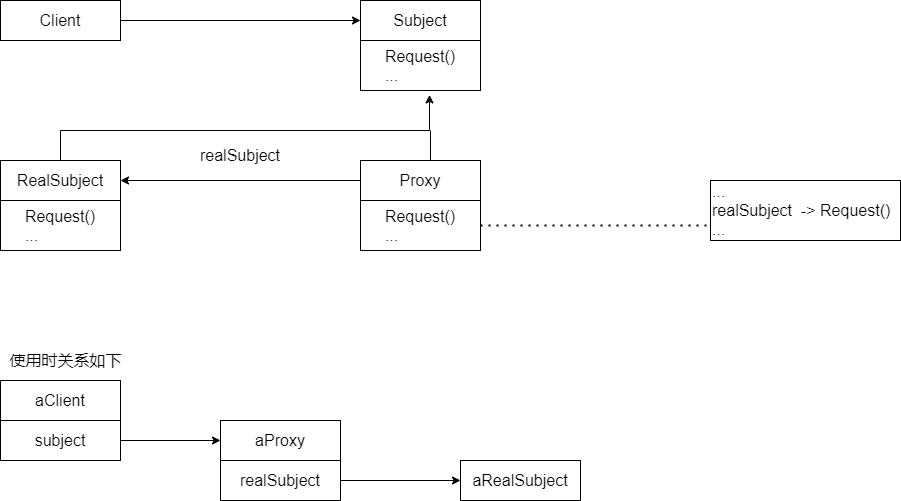 Client
Subject
Request()
...
realSubject
RealSubject
Request()
...
Proxy
Request()
...
...
realSubject -> Request()
...
使用时关系如下
aClient
subject
aProxy
realSubject
aRealSubject